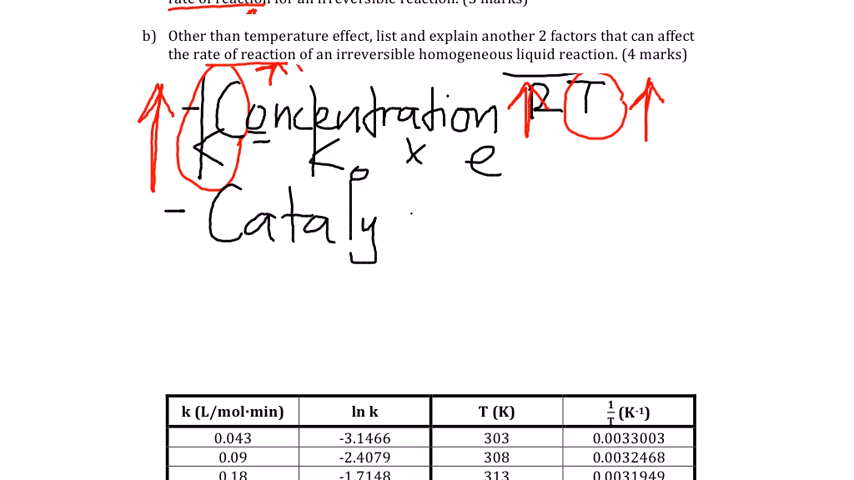 rate of reaction for an irreversible reaction. (3 marks)
b) Other than temperature effect, list and explain another 2 factors that can affect
the rate of reaction of an irreversible homogeneous liquid reaction. (4 marks)
- Concentration RT
k = k₀ x e
- Cataly
k (L/mol·min) ln k T (K) 1/T (K-1)
0.043 -3.1466 303 0.0033003
0.09 -2.4079 308 0.0032468
0.18 -1.7148 313 0.0031949